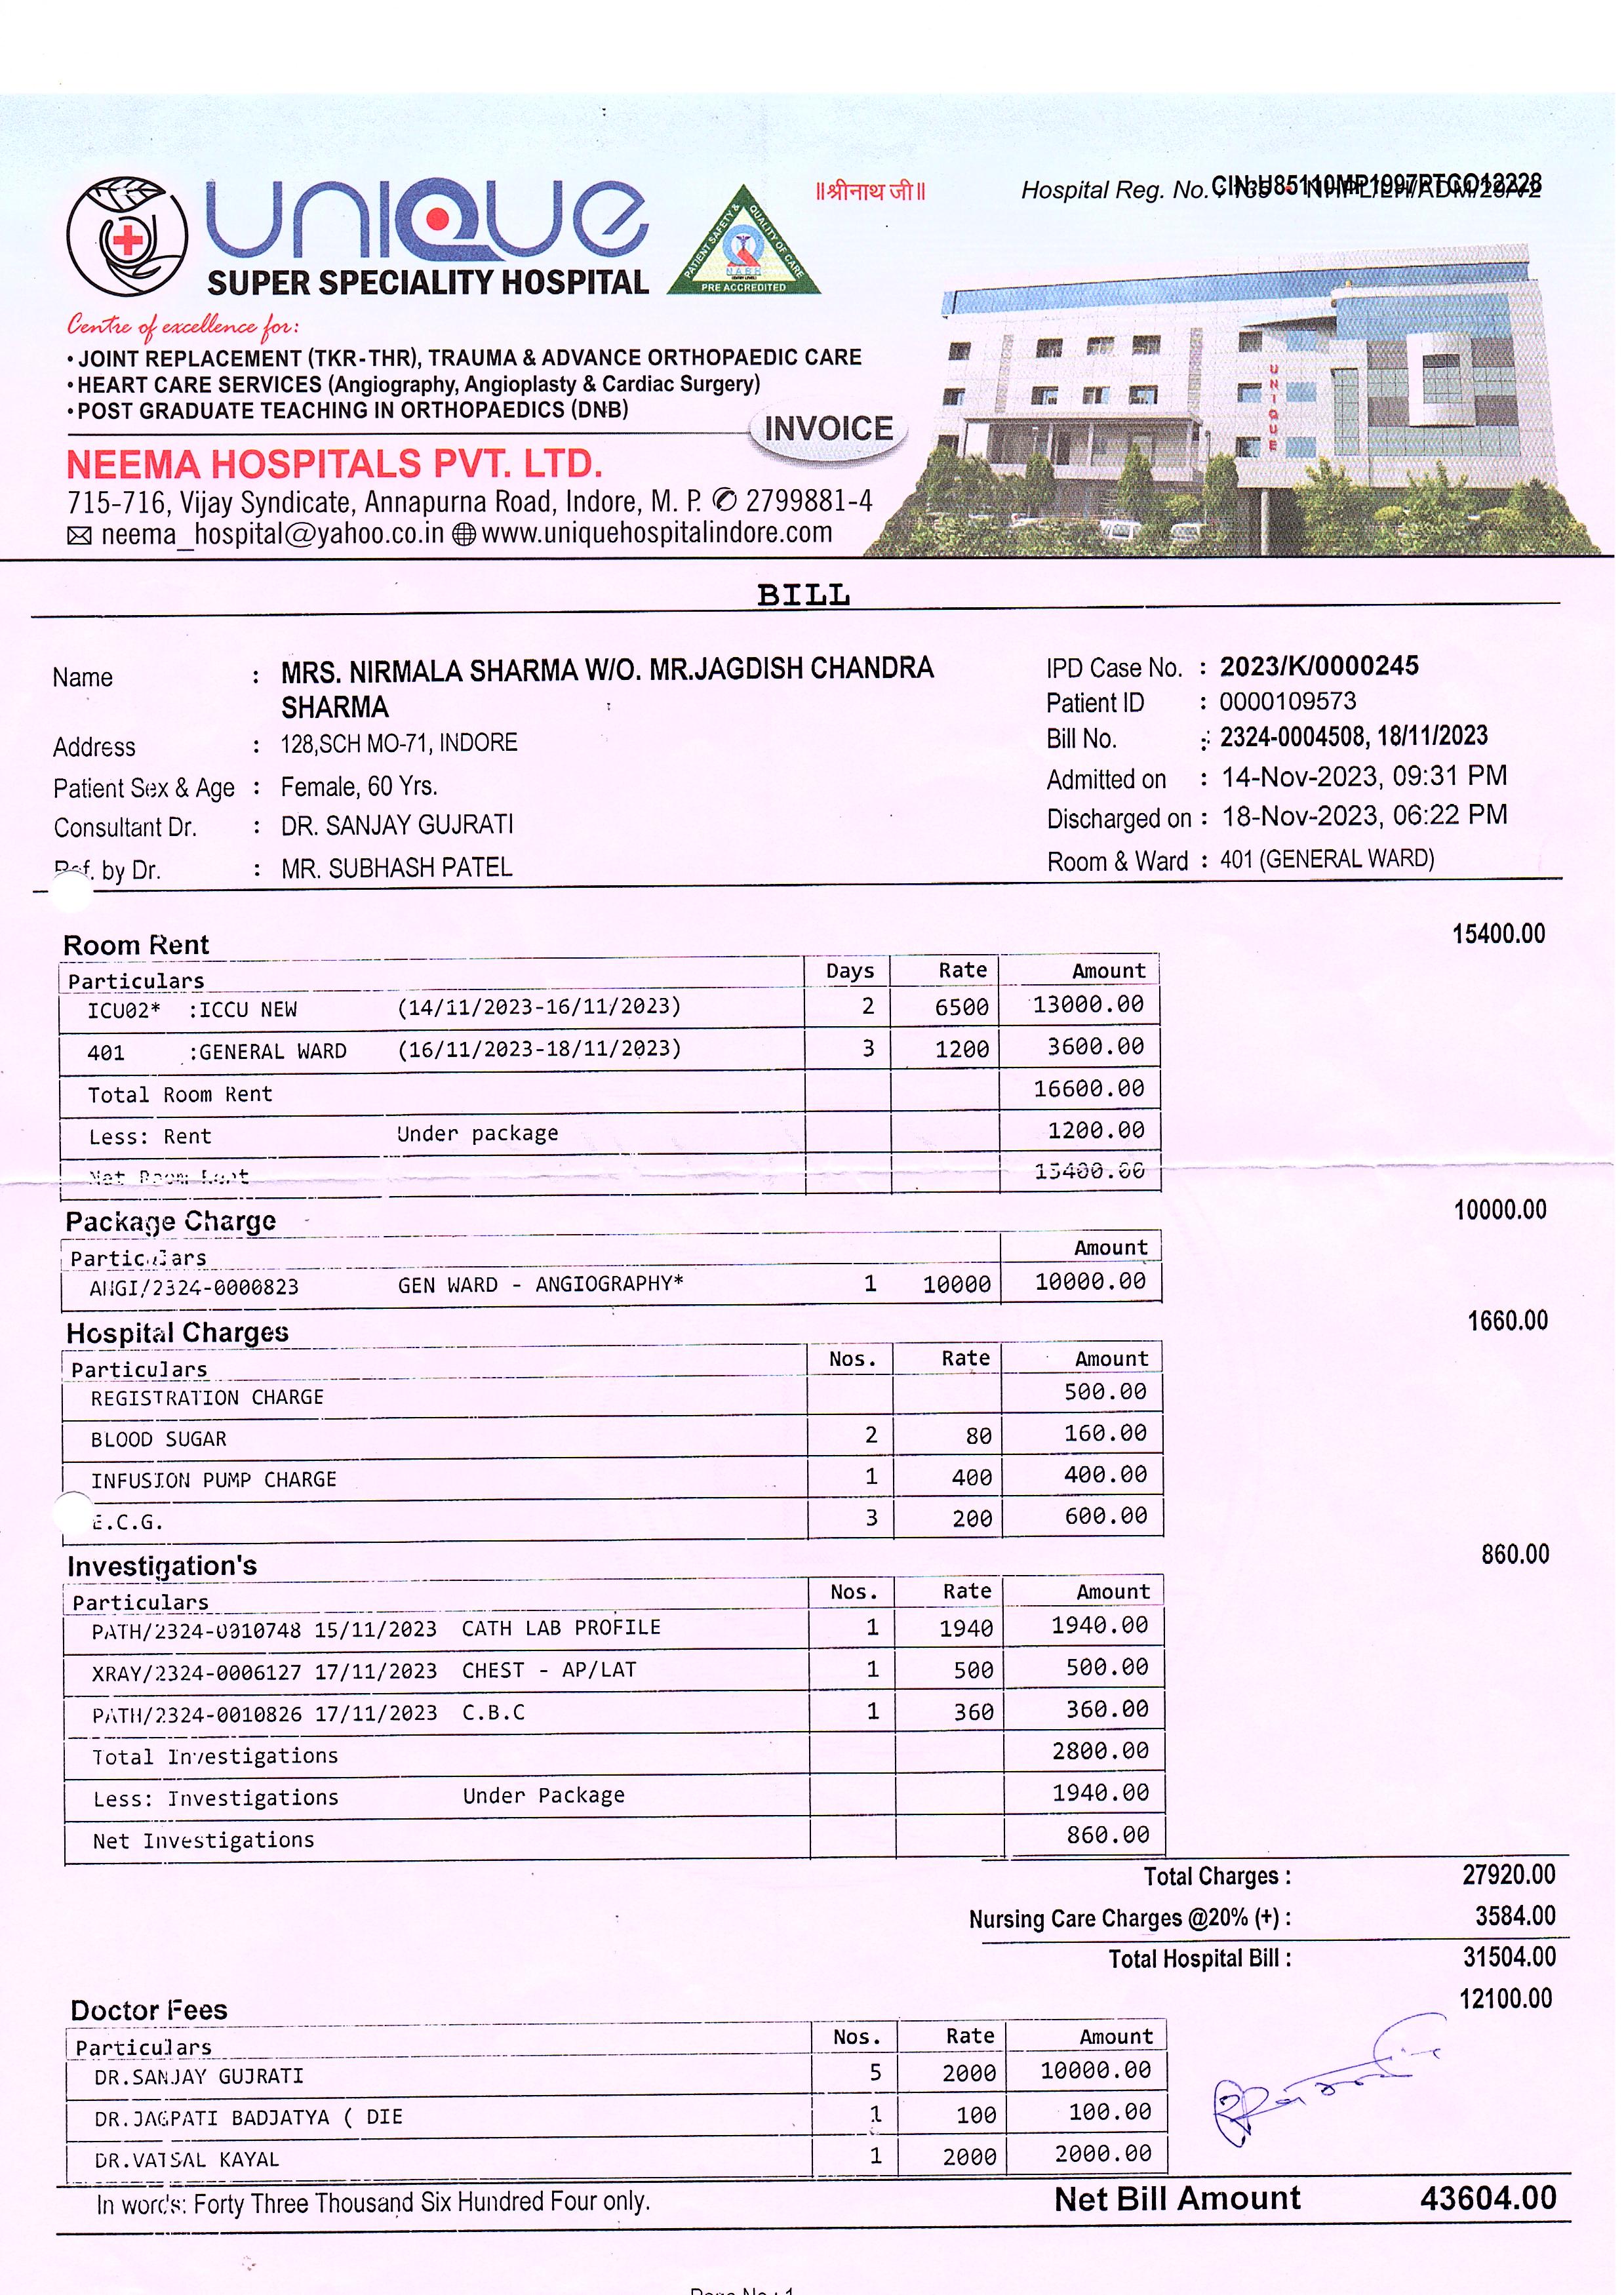 UNIQUE
SUPER SPECIALITY HOSPITAL
PATIENT SAFETY & QUALITY OF CARE
NABH
PRE ACCREDITED
॥श्रीनाथ जी॥
Hospital Reg. No.
CIN:U85110MP1997PTCO12228
Centre of excellence for:
• JOINT REPLACEMENT (TKR-THR), TRAUMA & ADVANCE ORTHOPAEDIC CARE
• HEART CARE SERVICES (Angiography, Angioplasty & Cardiac Surgery)
• POST GRADUATE TEACHING IN ORTHOPAEDICS (DNB)
INVOICE
UNIQUE
NEEMA HOSPITALS PVT. LTD.
715-716, Vijay Syndicate, Annapurna Road, Indore, M. P. ✆ 2799881-4
neema_hospital@yahoo.co.in www.uniquehospitalindore.com
BILL
Name : MRS. NIRMALA SHARMA W/O. MR.JAGDISH CHANDRA
SHARMA
Address : 128,SCH MO-71, INDORE
Patient Sex & Age : Female, 60 Yrs.
Consultant Dr. : DR. SANJAY GUJRATI
Ref. by Dr. : MR. SUBHASH PATEL
IPD Case No. : 2023/K/0000245
Patient ID : 0000109573
Bill No. : 2324-0004508, 18/11/2023
Admitted on : 14-Nov-2023, 09:31 PM
Discharged on : 18-Nov-2023, 06:22 PM
Room & Ward : 401 (GENERAL WARD)
Room Rent 15400.00
Particulars Days Rate Amount
ICU02* :ICCU NEW (14/11/2023-16/11/2023) 2 6500 13000.00
401 :GENERAL WARD (16/11/2023-18/11/2023) 3 1200 3600.00
Total Room Rent 16600.00
Less: Rent Under package 1200.00
Net Room Rent 15400.00
Package Charge 10000.00
Particulars Amount
ANGI/2324-0000823 GEN WARD - ANGIOGRAPHY* 1 10000 10000.00
Hospital Charges 1660.00
Particulars Nos. Rate Amount
REGISTRATION CHARGE 500.00
BLOOD SUGAR 2 80 160.00
INFUSION PUMP CHARGE 1 400 400.00
E.C.G. 3 200 600.00
Investigation's 860.00
Particulars Nos. Rate Amount
PATH/2324-0010748 15/11/2023 CATH LAB PROFILE 1 1940 1940.00
XRAY/2324-0006127 17/11/2023 CHEST - AP/LAT 1 500 500.00
PATH/2324-0010826 17/11/2023 C.B.C 1 360 360.00
Total Investigations 2800.00
Less: Investigations Under Package 1940.00
Net Investigations 860.00
Total Charges : 27920.00
Nursing Care Charges @20% (+) : 3584.00
Total Hospital Bill : 31504.00
Doctor Fees 12100.00
Particulars Nos. Rate Amount
DR.SANJAY GUJRATI 5 2000 10000.00
DR.JAGPATI BADJATYA ( DIE 1 100 100.00
DR.VATSAL KAYAL 1 2000 2000.00
In words: Forty Three Thousand Six Hundred Four only.
Net Bill Amount 43604.00
Page No : 1